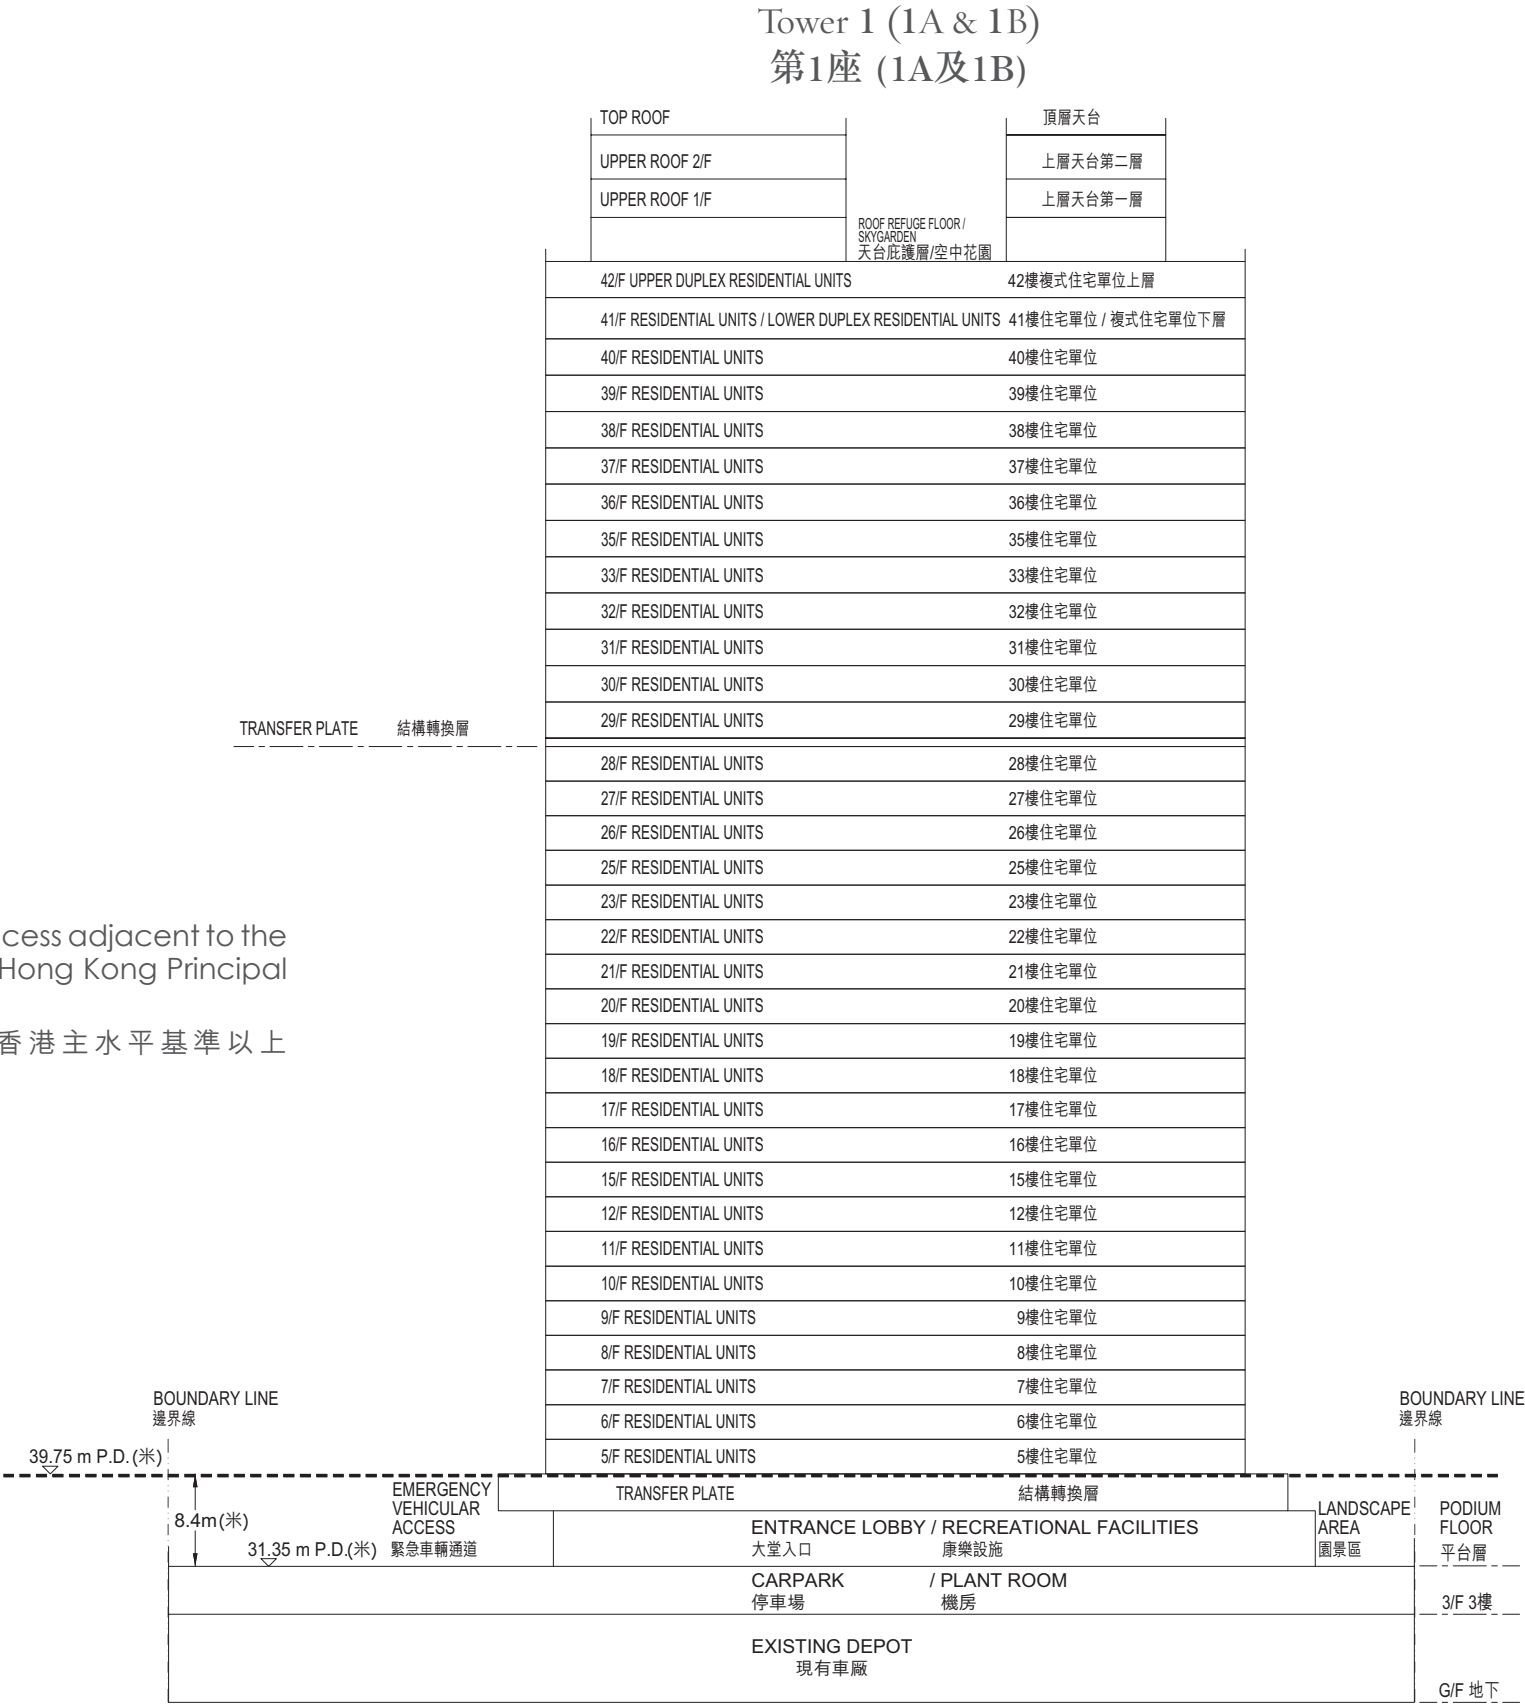 Tower 1 (1A & 1B)
第1座 (1A及1B)
TOP ROOF 頂層天台
UPPER ROOF 2/F 上層天台第二層
UPPER ROOF 1/F 上層天台第一層
ROOF REFUGE FLOOR /
SKYGARDEN
天台庇護層/空中花園
42/F UPPER DUPLEX RESIDENTIAL UNITS 42樓複式住宅單位上層
41/F RESIDENTIAL UNITS / LOWER DUPLEX RESIDENTIAL UNITS 41樓住宅單位 / 複式住宅單位下層
40/F RESIDENTIAL UNITS 40樓住宅單位
39/F RESIDENTIAL UNITS 39樓住宅單位
38/F RESIDENTIAL UNITS 38樓住宅單位
37/F RESIDENTIAL UNITS 37樓住宅單位
36/F RESIDENTIAL UNITS 36樓住宅單位
35/F RESIDENTIAL UNITS 35樓住宅單位
33/F RESIDENTIAL UNITS 33樓住宅單位
32/F RESIDENTIAL UNITS 32樓住宅單位
31/F RESIDENTIAL UNITS 31樓住宅單位
30/F RESIDENTIAL UNITS 30樓住宅單位
29/F RESIDENTIAL UNITS 29樓住宅單位
TRANSFER PLATE 結構轉換層
28/F RESIDENTIAL UNITS 28樓住宅單位
27/F RESIDENTIAL UNITS 27樓住宅單位
26/F RESIDENTIAL UNITS 26樓住宅單位
25/F RESIDENTIAL UNITS 25樓住宅單位
23/F RESIDENTIAL UNITS 23樓住宅單位
22/F RESIDENTIAL UNITS 22樓住宅單位
21/F RESIDENTIAL UNITS 21樓住宅單位
20/F RESIDENTIAL UNITS 20樓住宅單位
19/F RESIDENTIAL UNITS 19樓住宅單位
18/F RESIDENTIAL UNITS 18樓住宅單位
17/F RESIDENTIAL UNITS 17樓住宅單位
16/F RESIDENTIAL UNITS 16樓住宅單位
15/F RESIDENTIAL UNITS 15樓住宅單位
12/F RESIDENTIAL UNITS 12樓住宅單位
11/F RESIDENTIAL UNITS 11樓住宅單位
10/F RESIDENTIAL UNITS 10樓住宅單位
9/F RESIDENTIAL UNITS 9樓住宅單位
8/F RESIDENTIAL UNITS 8樓住宅單位
7/F RESIDENTIAL UNITS 7樓住宅單位
6/F RESIDENTIAL UNITS 6樓住宅單位
5/F RESIDENTIAL UNITS 5樓住宅單位
cess adjacent to the
Hong Kong Principal
香港主水平基準以上
BOUNDARY LINE
邊界線
39.75 m P.D.(米)
8.4m(米)
31.35 m P.D.(米)
EMERGENCY
VEHICULAR
ACCESS
緊急車輛通道
TRANSFER PLATE 結構轉換層
ENTRANCE LOBBY / RECREATIONAL FACILITIES
大堂入口 康樂設施
CARPARK / PLANT ROOM
停車場 機房
EXISTING DEPOT
現有車廠
BOUNDARY LINE
邊界線
LANDSCAPE
AREA
園景區
PODIUM
FLOOR
平台層
3/F 3樓
G/F 地下